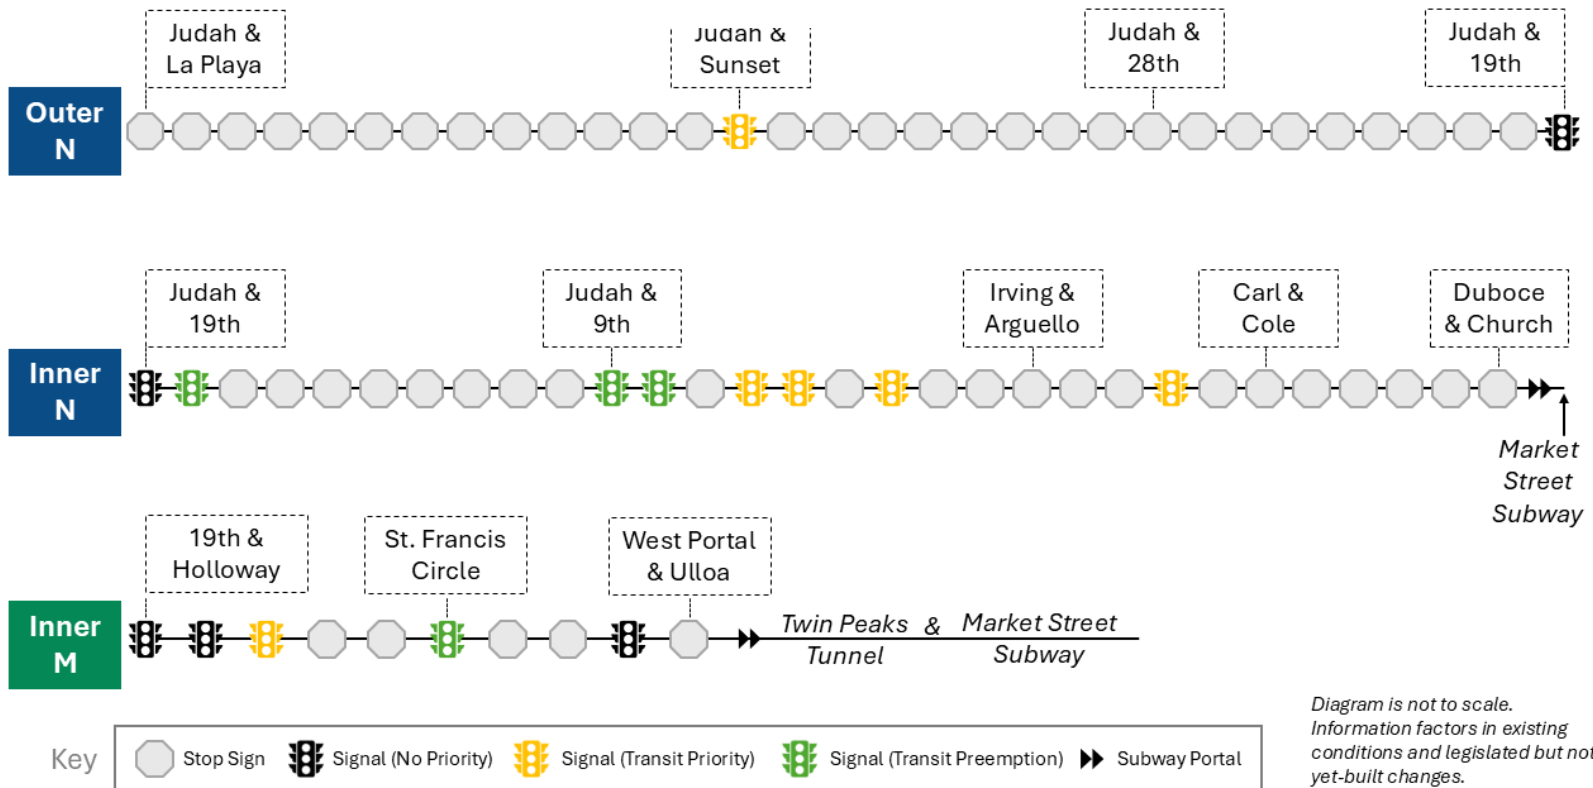 Judah &
La Playa
Judah &
Sunset
Judah &
28th
Judah &
19th
Outer
N
Judah &
19th
Judah &
9th
Irving &
Arguello
Carl &
Cole
Duboce
& Church
Inner
N
Market
Street
Subway
19th &
Holloway
St. Francis
Circle
West Portal
& Ulloa
Inner
M
Twin Peaks & Market Street
Tunnel Subway
Diagram is not to scale.
Information factors in existing
conditions and legislated but not
yet-built changes.
Key
Stop Sign
Signal (No Priority)
Signal (Transit Priority)
Signal (Transit Preemption)
Subway Portal